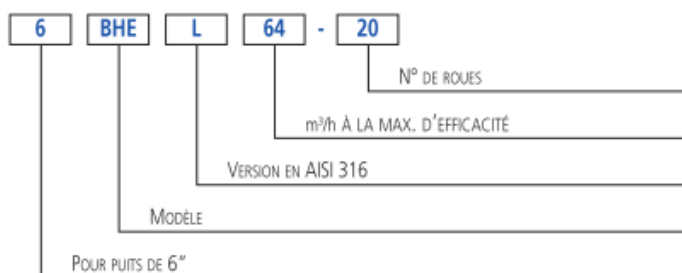 6 BHE L 64 - 20
N° DE ROUES
m³/h À LA MAX. D'EFFICACITÉ
VERSION EN AISI 316
MODÈLE
POUR PUITS DE 6"